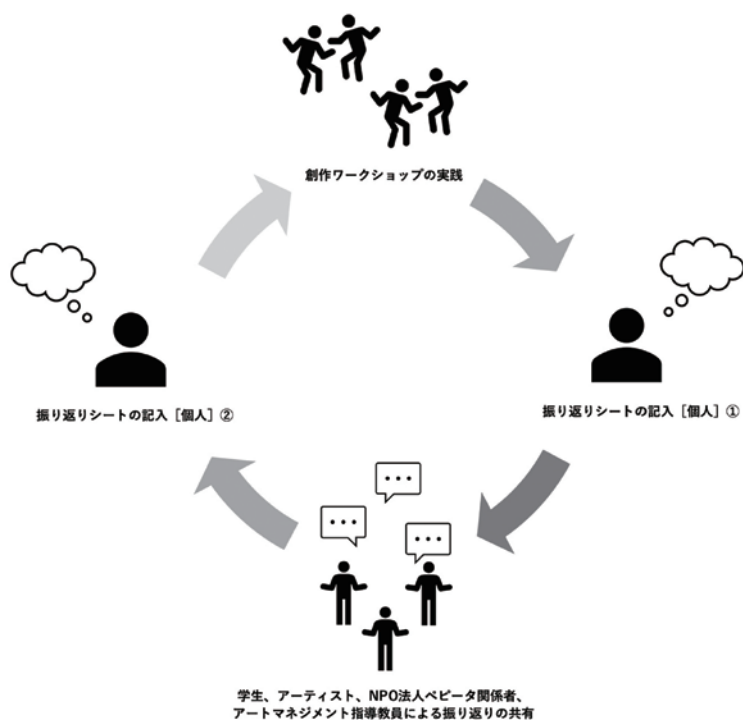 創作ワークショップの実践
振り返りシートの記入［個人］②
振り返りシートの記入［個人］①
学生、アーティスト、NPO法人ペピータ関係者、
アートマネジメント指導教員による振り返りの共有